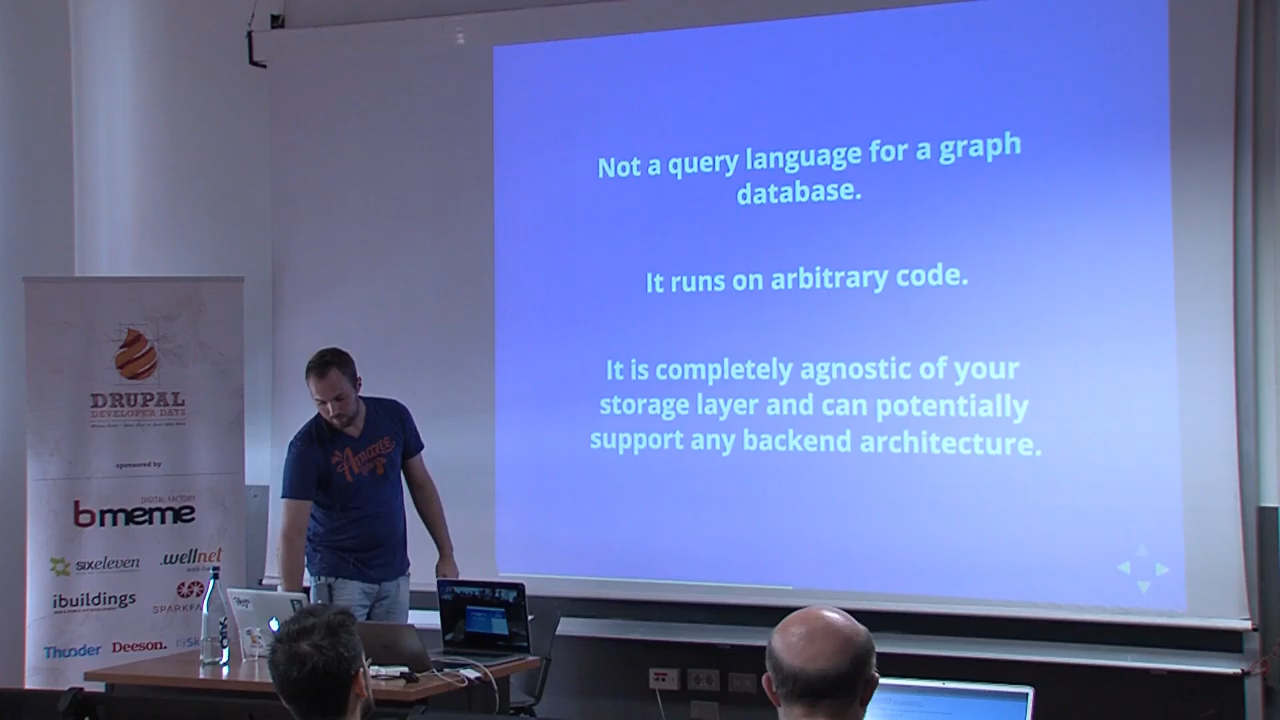 Not a query language for a graph
database.
It runs on arbitrary code.
It is completely agnostic of your
storage layer and can potentially
support any backend architecture.
DRUPAL
DEVELOPER DAYS
sponsored by
DIGITAL FACTORY
bmeme
sixeleven
.wellnet
ibuildings
Thunder
Deeson.